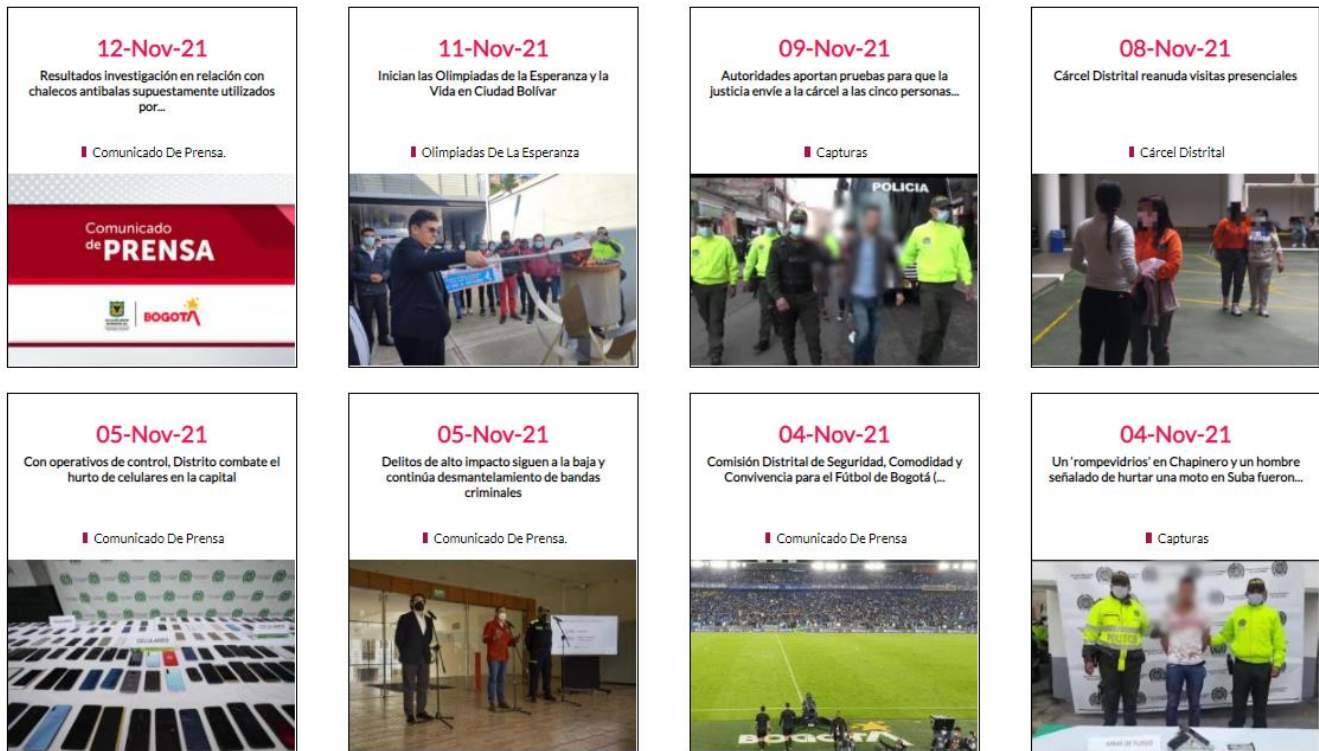 12-Nov-21
Resultados investigación en relación con
chalecos antibalas supuestamente utilizados
por...
Comunicado De Prensa.
Comunicado
de PRENSA
BOGOTÁ
11-Nov-21
Inician las Olimpiadas de la Esperanza y la
Vida en Ciudad Bolívar
Olimpiadas De La Esperanza
09-Nov-21
Autoridades aportan pruebas para que la
justicia envíe a la cárcel a las cinco personas...
Capturas
POLICIA
08-Nov-21
Cárcel Distrital reanuda visitas presenciales
Cárcel Distrital
05-Nov-21
Con operativos de control, Distrito combate el
hurto de celulares en la capital
Comunicado De Prensa
CELULARES
05-Nov-21
Delitos de alto impacto siguen a la baja y
continúa desmantelamiento de bandas
criminales
Comunicado De Prensa.
04-Nov-21
Comisión Distrital de Seguridad, Comodidad y
Convivencia para el Fútbol de Bogotá (...
Comunicado De Prensa
BOGOTÁ
04-Nov-21
Un 'rompevidrios' en Chapinero y un hombre
señalado de hurtar una moto en Suba fueron...
Capturas
POLICIA
ARMAS DE FUEGO